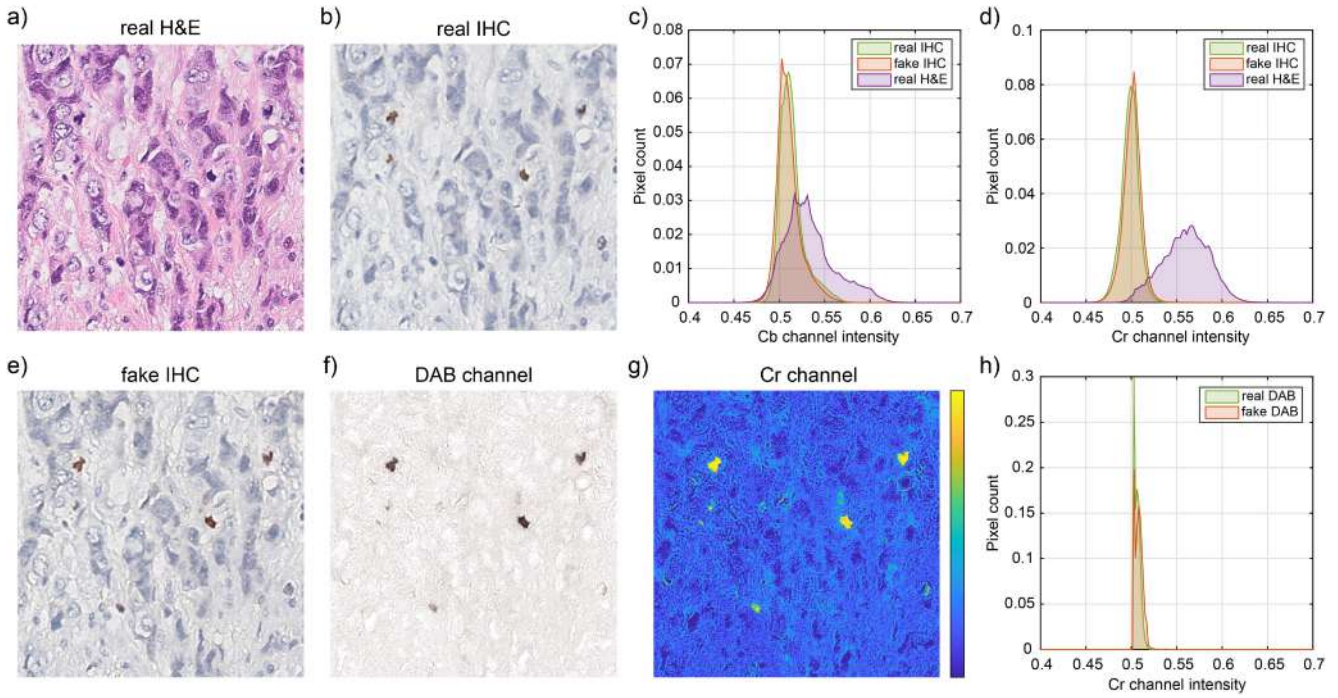 a)
real H&E
b)
real IHC
c)
0.08
0.07
0.06
0.05
0.04
0.03
0.02
0.01
0
Pixel count
real IHC
fake IHC
real H&E
0.4 0.45 0.5 0.55 0.6 0.65 0.7
Cb channel intensity
d)
0.1
0.08
0.06
0.04
0.02
0
Pixel count
real IHC
fake IHC
real H&E
0.4 0.45 0.5 0.55 0.6 0.65 0.7
Cr channel intensity
e)
fake IHC
f)
DAB channel
g)
Cr channel
h)
0.3
0.25
0.2
0.15
0.1
0.05
0
Pixel count
real DAB
fake DAB
0.4 0.45 0.5 0.55 0.6 0.65 0.7
Cr channel intensity